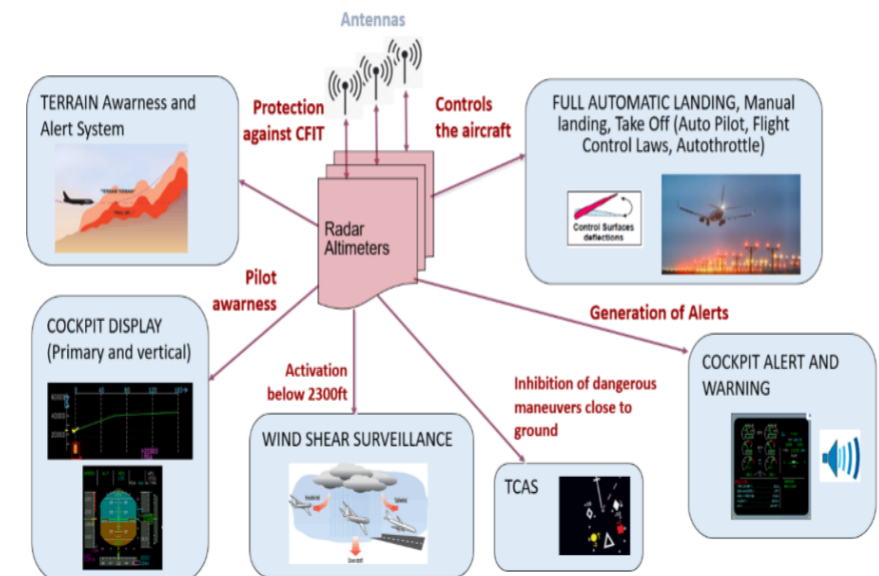 Antennas
TERRAIN Awarness and
Alert System
Protection
against CFIT
Controls
the aircraft
FULL AUTOMATIC LANDING, Manual
landing, Take Off (Auto Pilot, Flight
Control Laws, Autothrottle)
Control Surfaces
deflections
Radar
Altimeters
Pilot
awarness
COCKPIT DISPLAY
(Primary and vertical)
Activation
below 2300ft
WIND SHEAR SURVEILLANCE
Inhibition of dangerous
maneuvers close to
ground
TCAS
Generation of Alerts
COCKPIT ALERT AND
WARNING